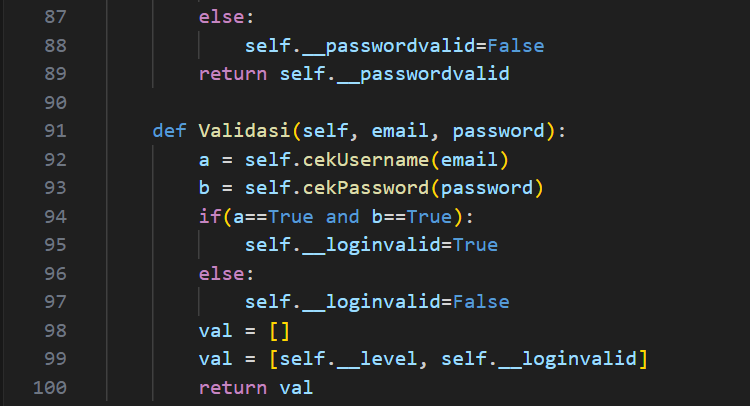 87 else:
88 self.__passwordvalid=False
89 return self.__passwordvalid
90
91 def Validasi(self, email, password):
92 a = self.cekUsername(email)
93 b = self.cekPassword(password)
94 if(a==True and b==True):
95 self.__loginvalid=True
96 else:
97 self.__loginvalid=False
98 val = []
99 val = [self.__level, self.__loginvalid]
100 return val